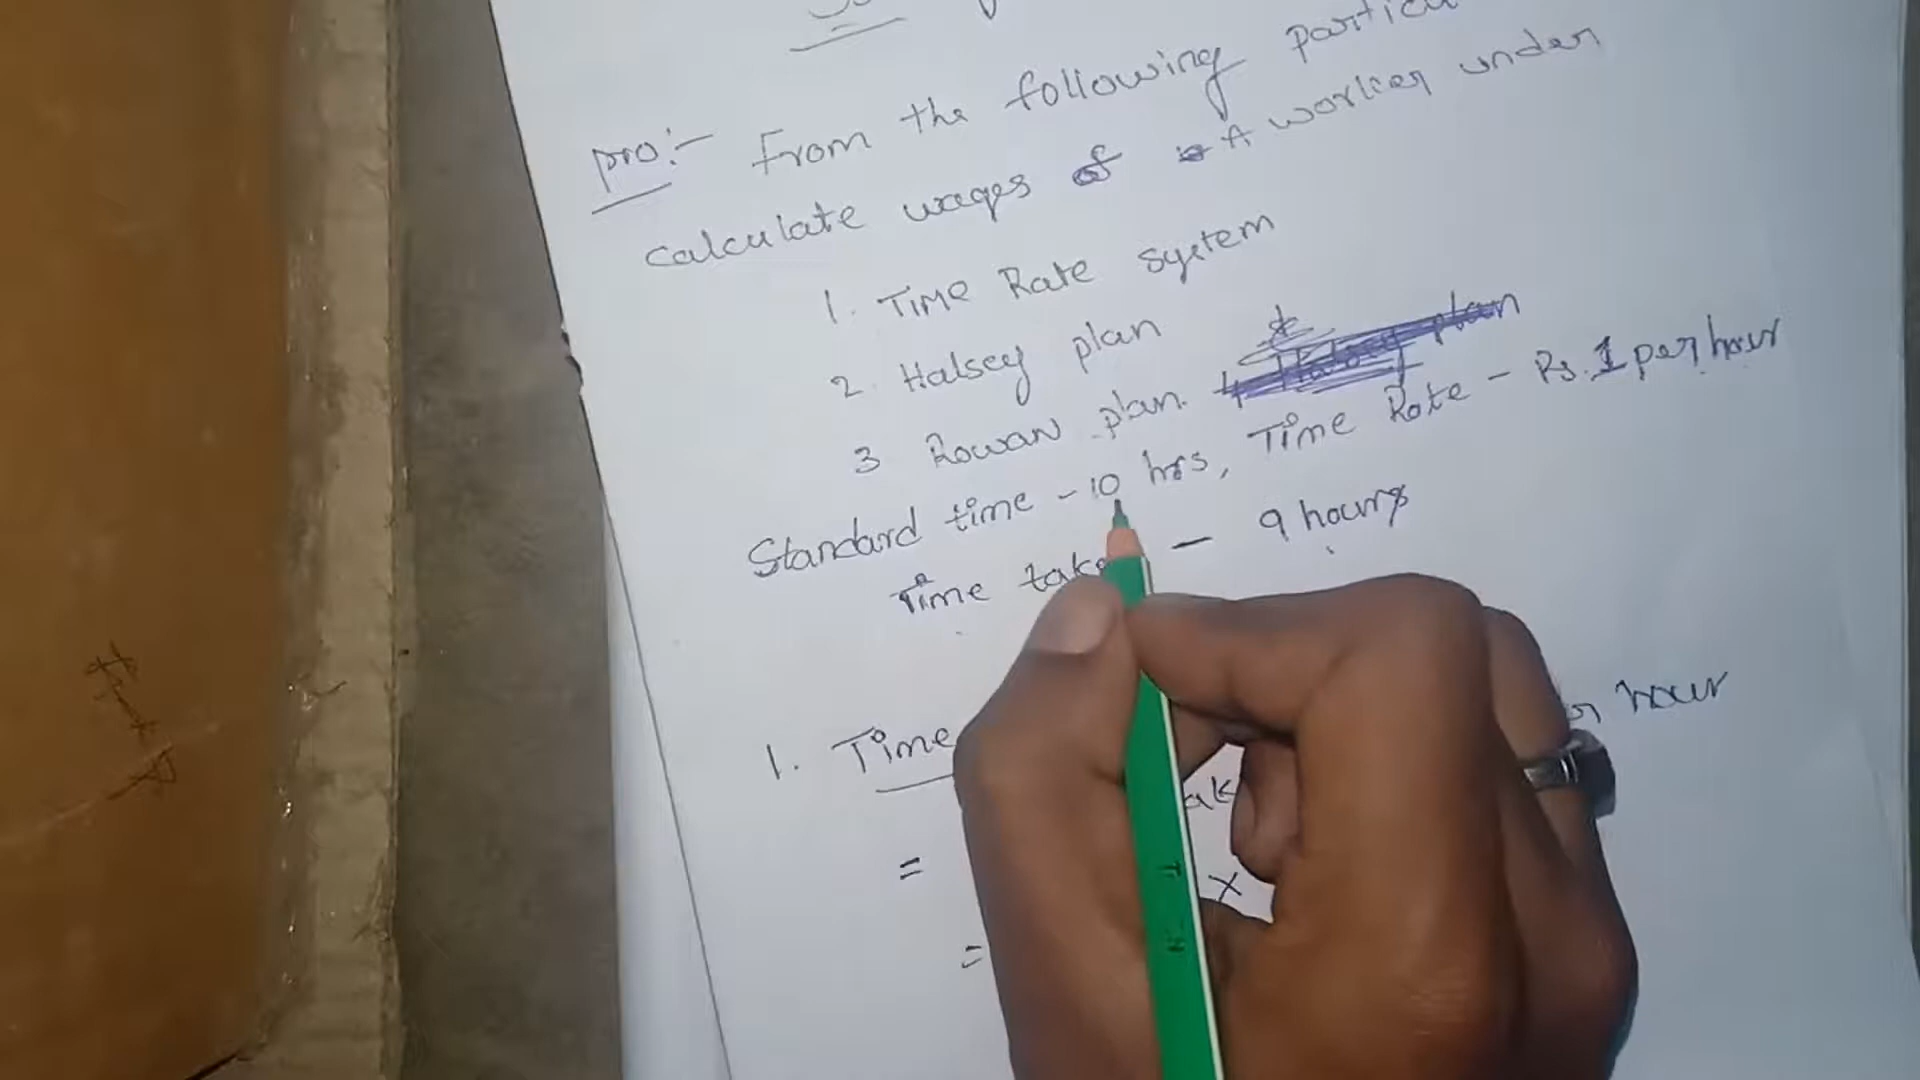 pro:- From the following
calculate wages of A worker under
1. Time Rate system
2. Halsey plan
3 Rowan plan.
Standard time - 10 hrs, Time Rate - Rs. 1 per hour
Time - 9 hours
1. Time hour
= X
=